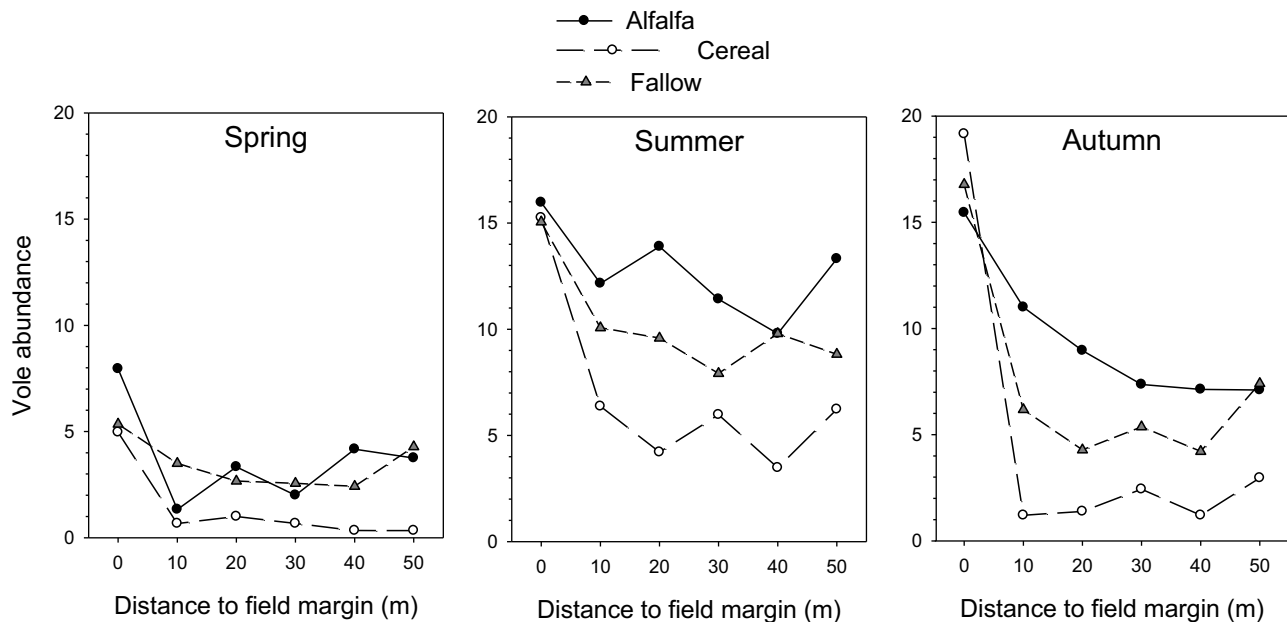 Alfalfa
Cereal
Fallow
Spring
Summer
Autumn
Vole abundance
20
15
10
5
0
0 10 20 30 40 50
Distance to field margin (m)
20
15
10
5
0
0 10 20 30 40 50
Distance to field margin (m)
20
15
10
5
0
0 10 20 30 40 50
Distance to field margin (m)